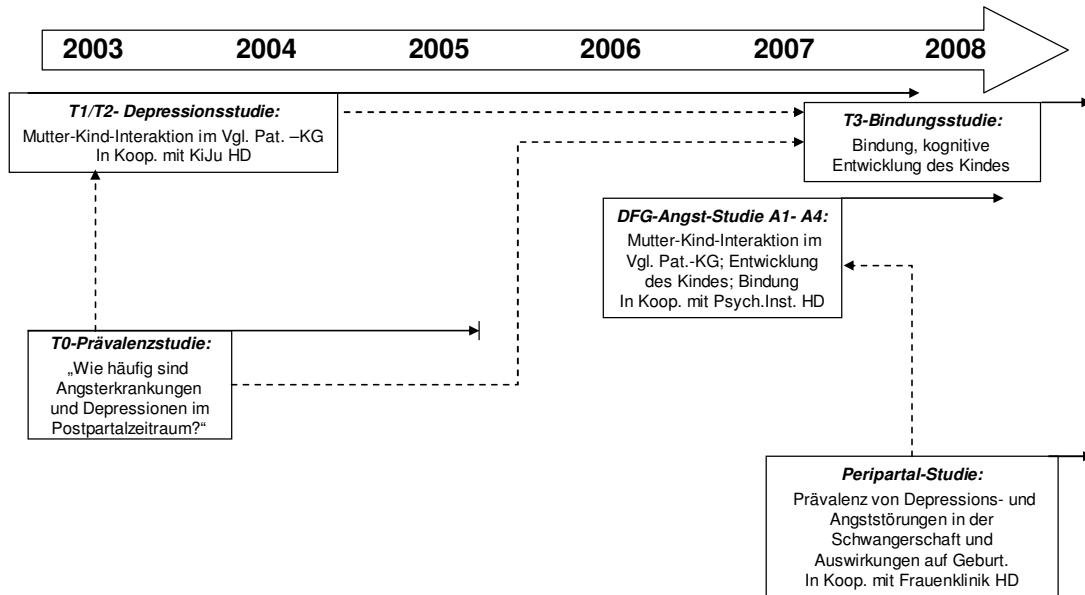 2003 2004 2005 2006 2007 2008
T1/T2- Depressionsstudie:
Mutter-Kind-Interaktion im Vgl. Pat. –KG
In Koop. mit KiJu HD
T3-Bindungsstudie:
Bindung, kognitive
Entwicklung des Kindes
DFG-Angst-Studie A1- A4:
Mutter-Kind-Interaktion im
Vgl. Pat.-KG; Entwicklung
des Kindes; Bindung
In Koop. mit Psych.Inst. HD
T0-Prävalenzstudie:
„Wie häufig sind
Angsterkrankungen
und Depressionen im
Postpartalzeitraum?“
Peripartal-Studie:
Prävalenz von Depressions- und
Angststörungen in der
Schwangerschaft und
Auswirkungen auf Geburt.
In Koop. mit Frauenklinik HD